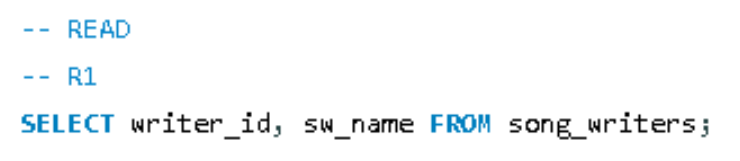 -- READ
-- R1
SELECT writer_id, sw_name FROM song_writers;